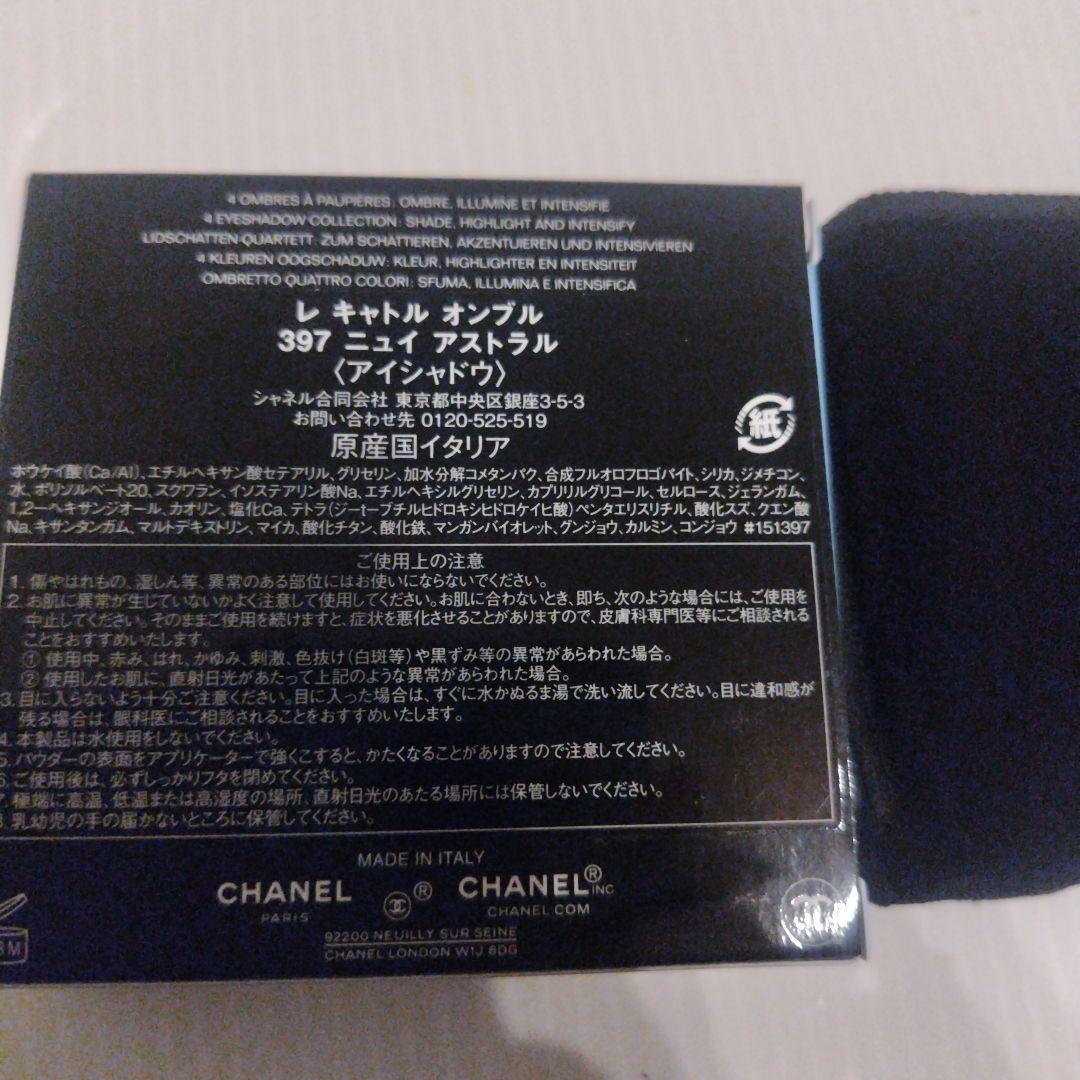 4 OMBRES À PAUPIÈRES : OMBRE, ILLUMINE ET INTENSIFIE
4 EYESHADOW COLLECTION : SHADE, HIGHLIGHT AND INTENSIFY
LIDSCHATTEN-QUARTETT: ZUM SCHATTIEREN, AKZENTUIEREN UND INTENSIVIEREN
4 KLEUREN OOGSCHADUW: KLEUR, HIGHLIGHTER EN INTENSITEIT
OMBRETTO QUATTRO COLORI : SFUMA, ILLUMINA E INTENSIFICA
レ キャトル オンブル
397 ニュイ アストラル
〈アイシャドウ〉
シャネル合同会社 東京都中央区銀座3-5-3
お問い合わせ先 0120-525-519
原産国イタリア
紙
ホウケイ酸(Ca/Al)、エチルヘキサン酸セテアリル、グリセリン、加水分解コメタンパク、合成フルオロフロゴパイト、シリカ、ジメチコン、
水、ポリソルベート20、スクワラン、イソステアリン酸Na、エチルヘキシルグリセリン、カプリリルグリコール、セルロース、ジェランガム、
1,2-ヘキサンジオール、カオリン、塩化Ca、テトラ(ジ-t-ブチルヒドロキシヒドロケイヒ酸)ペンタエリスリチル、酸化スズ、クエン酸
Na、キサンタンガム、マルトデキストリン、マイカ、酸化チタン、酸化鉄、マンガンバイオレット、グンジョウ、カルミン、コンジョウ #151397
ご使用上の注意
1. 傷やはれもの、湿しん等、異常のある部位にはお使いにならないでください。
2. お肌に異常が生じていないかよく注意して使用してください。お肌に合わないとき、即ち、次のような場合には、ご使用を
中止してください。そのままご使用を続けますと、症状を悪化させることがありますので、皮膚科専門医等にご相談される
ことをおすすめいたします。
① 使用中、赤み、はれ、かゆみ、刺激、色抜け(白斑等)や黒ずみ等の異常があらわれた場合。
② 使用したお肌に、直射日光があたって上記のような異常があらわれた場合。
3. 目に入らないよう十分ご注意ください。目に入った場合は、すぐに水かぬるま湯で洗い流してください。目に違和感が
残る場合は、眼科医にご相談されることをおすすめいたします。
4. 本製品は水使用をしないでください。
5. パウダーの表面をアプリケーターで強くこすると、かたくなることがありますので注意してください。
6. ご使用後は、必ずしっかりフタを閉めてください。
7. 極端に高温、低温または高湿度の場所、直射日光のあたる場所には保管しないでください。
8. 乳幼児の手の届かないところに保管してください。
MADE IN ITALY
CHANEL ® CHANEL® INC
PARIS CHANEL.COM
92200 NEUILLY SUR SEINE
CHANEL LONDON W1J 6DG